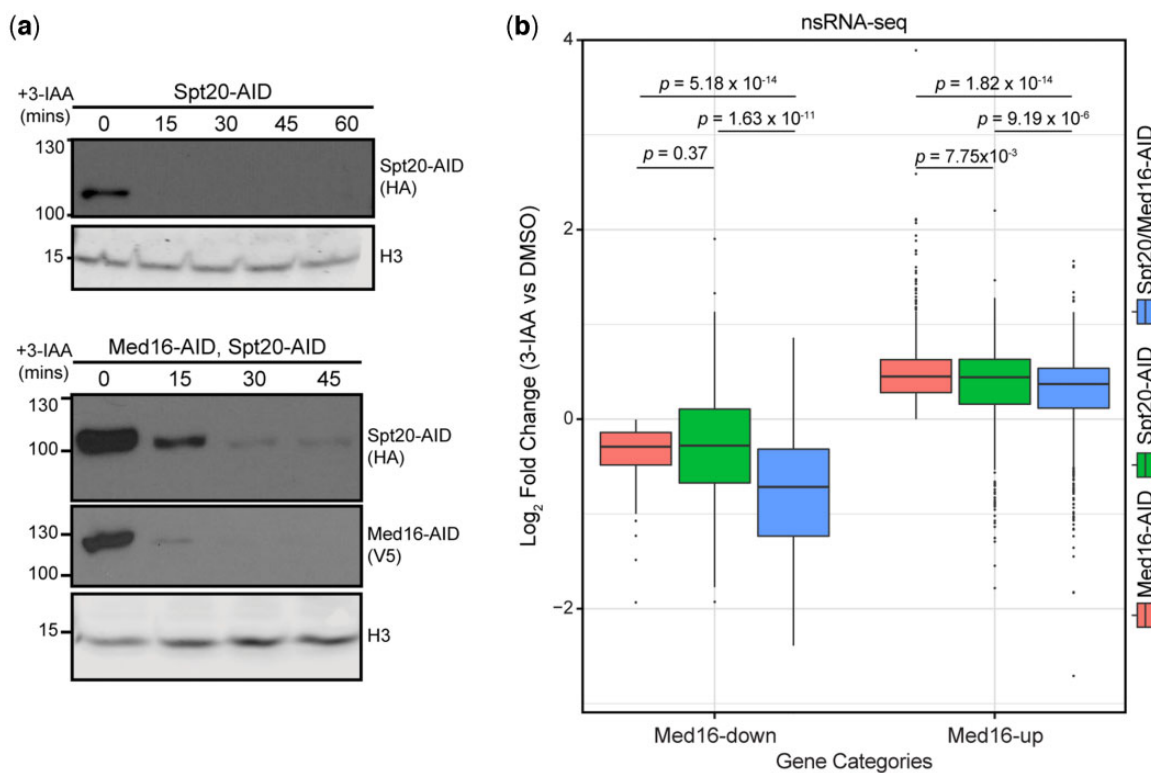 (a)
+3-IAA
(mins)
Spt20-AID
0 15 30 45 60
130
100
Spt20-AID
(HA)
15
H3
+3-IAA
(mins)
Med16-AID, Spt20-AID
0 15 30 45
130
100
Spt20-AID
(HA)
130
100
Med16-AID
(V5)
15
H3
(b)
nsRNA-seq
Log2 Fold Change (3-IAA vs DMSO)
4
2
0
−2
p = 5.18 x 10-14
p = 1.63 x 10-11
p = 0.37
p = 1.82 x 10-14
p = 9.19 x 10-6
p = 7.75x10-3
Med16-down Med16-up
Gene Categories
Med16-AID
Spt20-AID
Spt20/Med16-AID